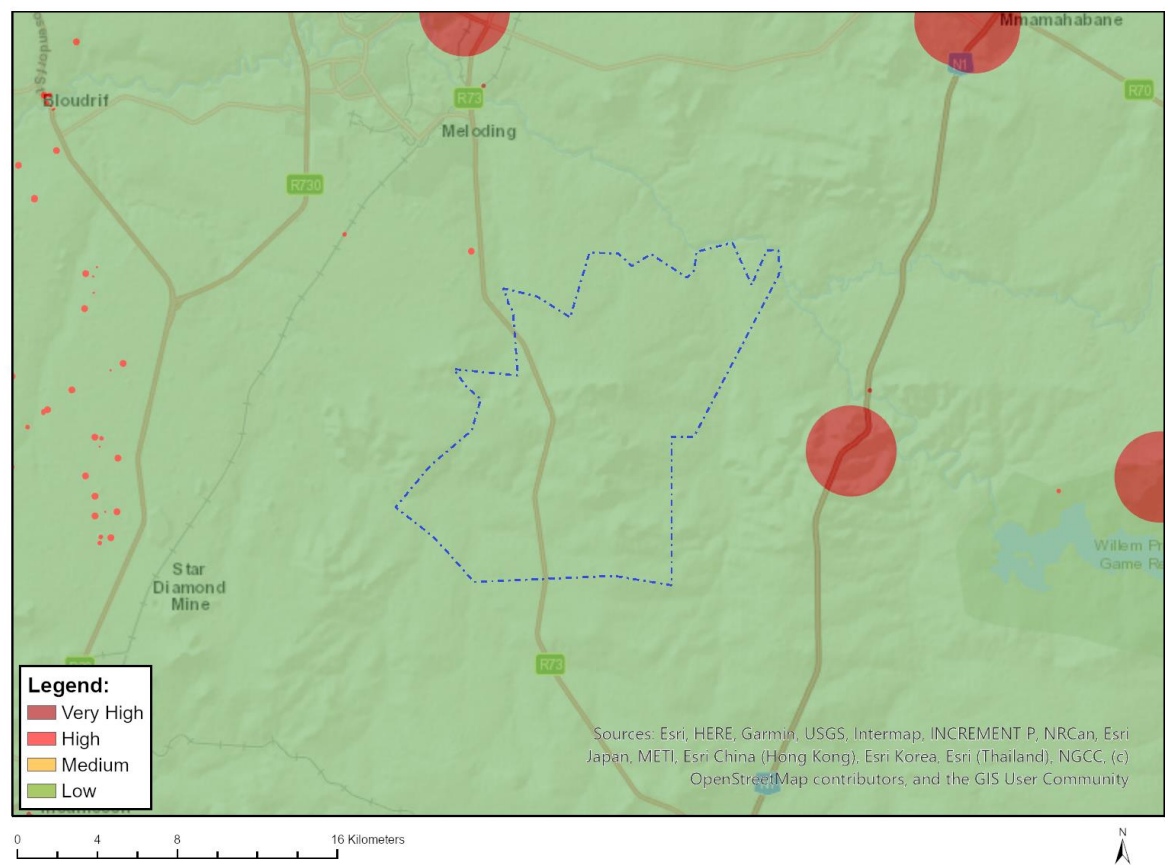 Mmamahabane
N1
R70
Bloudrif
R73
Meloding
R730
Willem Pr
Game Re
Star
Diamond
Mine
R73
Legend:
Very High
High
Medium
Low
Sources: Esri, HERE, Garmin, USGS, Intermap, INCREMENT P, NRCan, Esri
Japan, METI, Esri China (Hong Kong), Esri Korea, Esri (Thailand), NGCC, (c)
OpenStreetMap contributors, and the GIS User Community
0 4 8 16 Kilometers
N